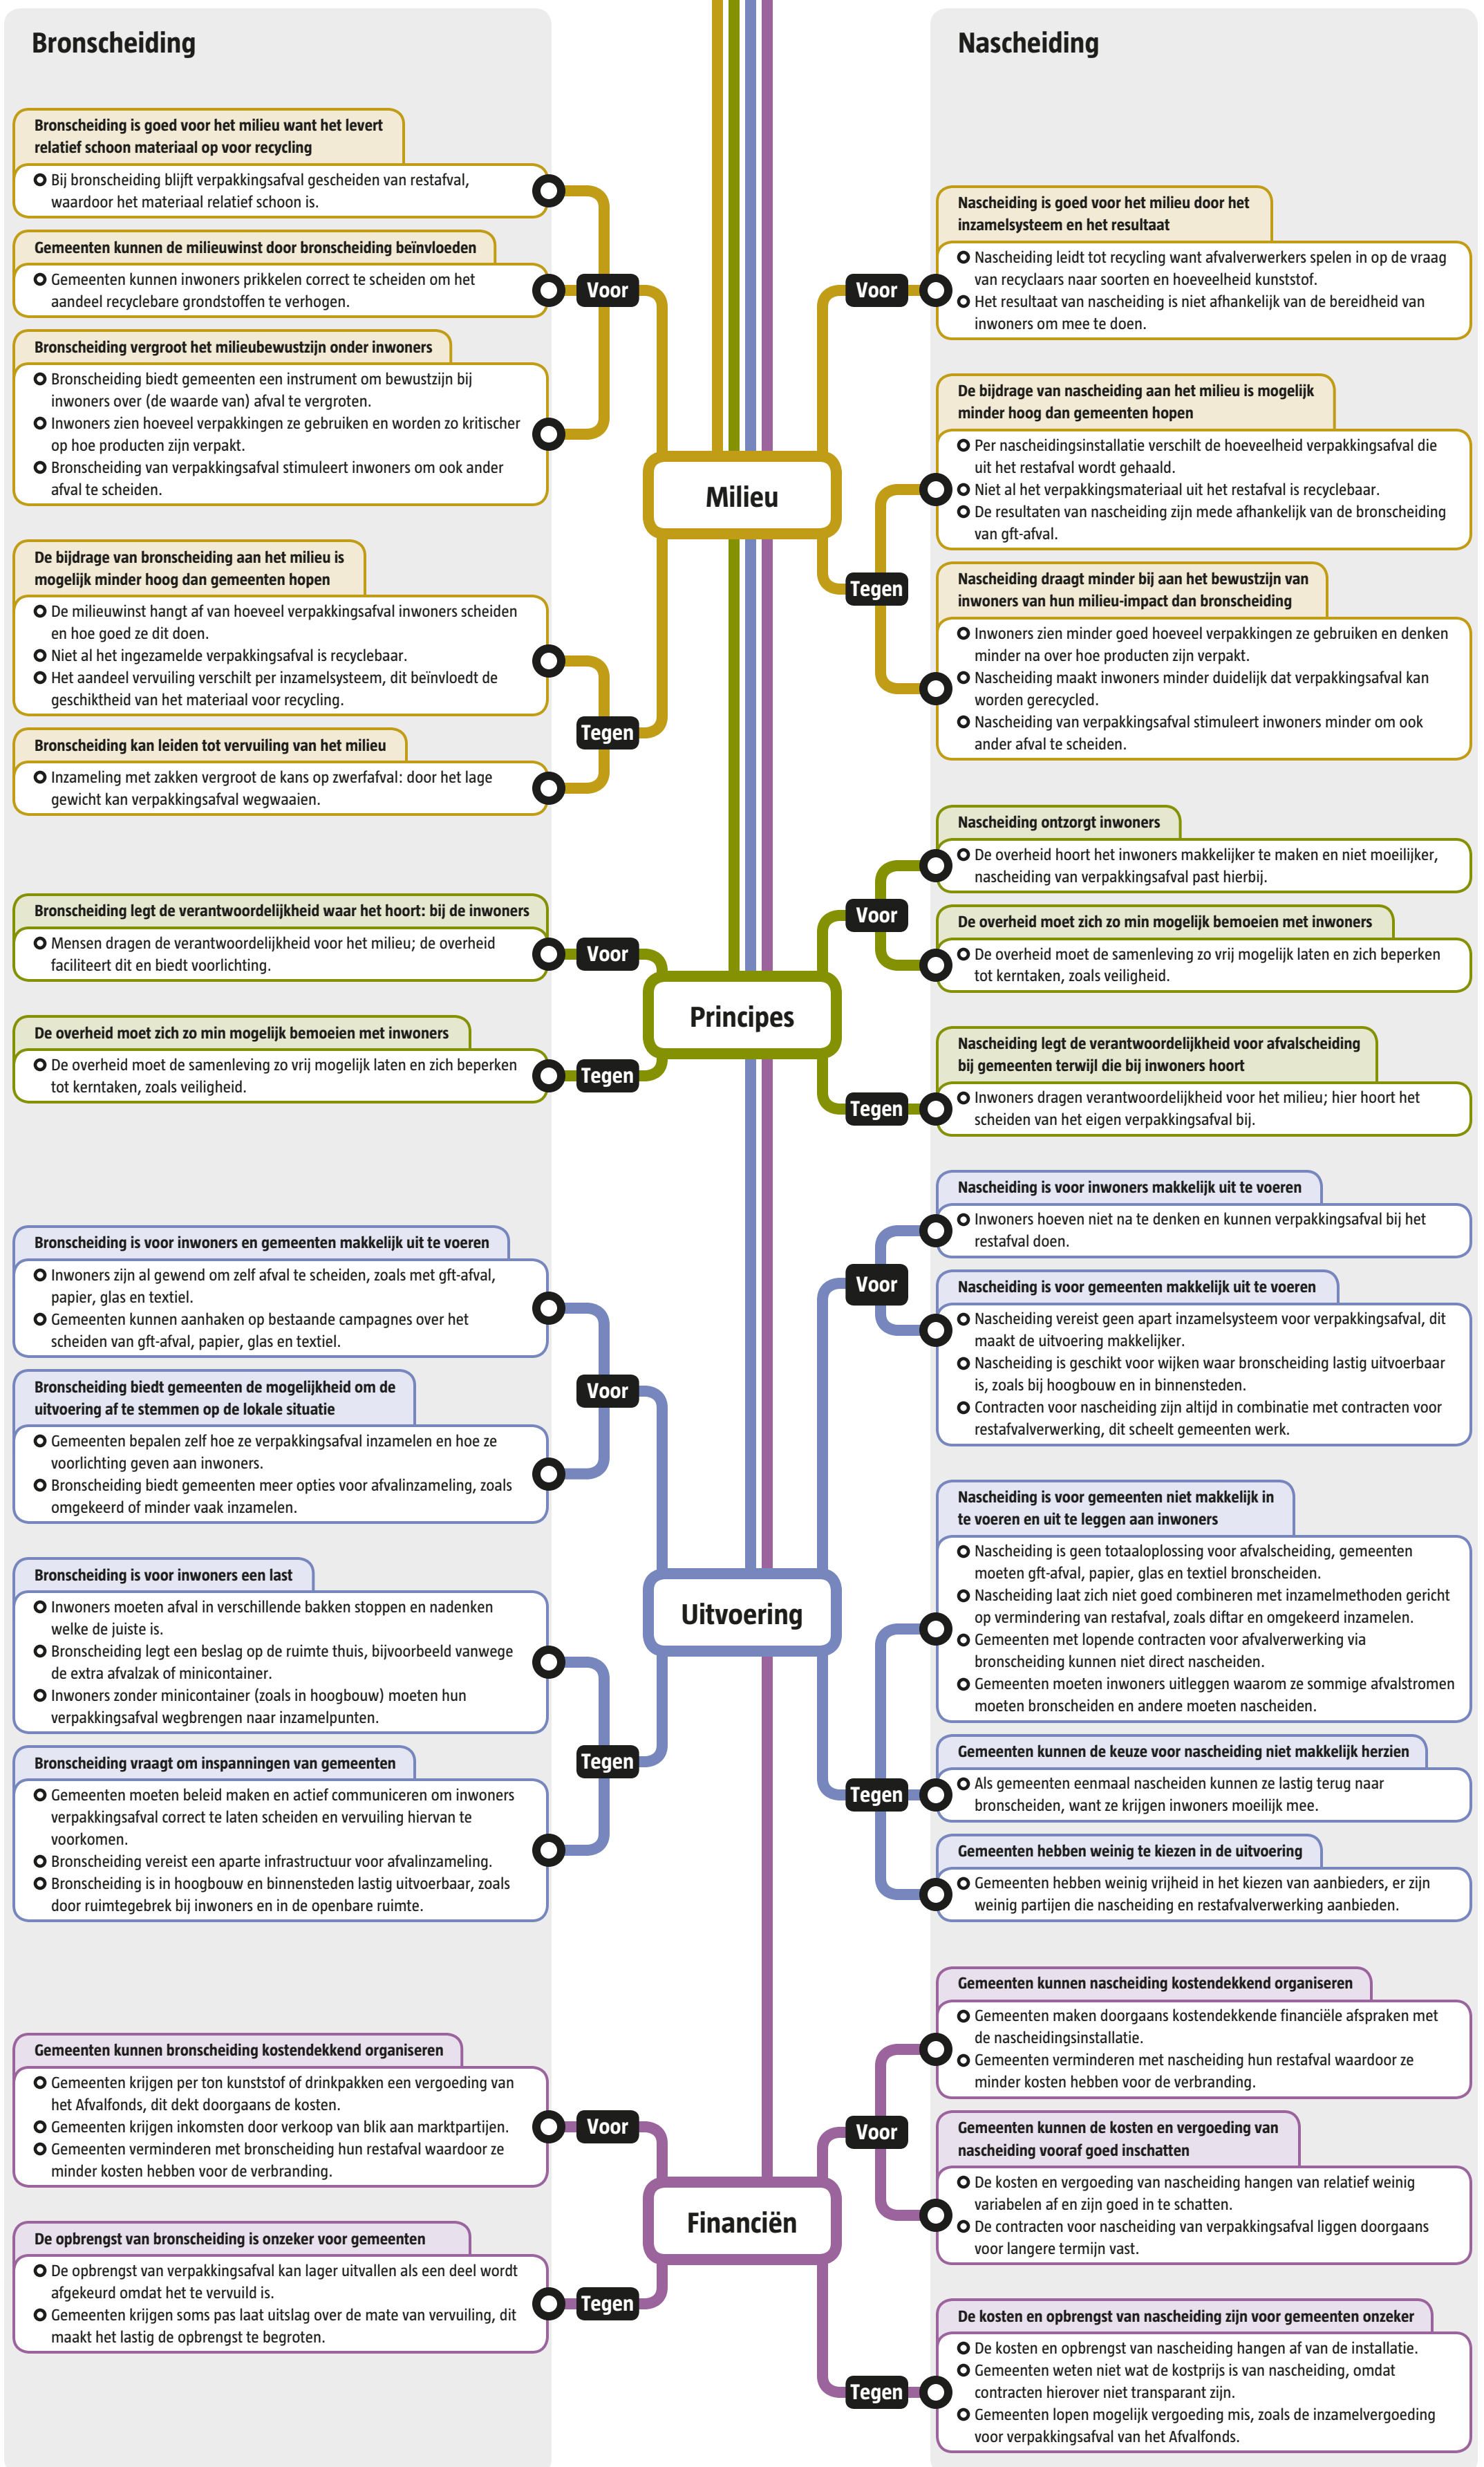 Bronscheiding
Bronscheiding is goed voor het milieu want het levert
relatief schoon materiaal op voor recycling
Bij bronscheiding blijft verpakkingsafval gescheiden van restafval,
waardoor het materiaal relatief schoon is.
Gemeenten kunnen de milieuwinst door bronscheiding beïnvloeden
Gemeenten kunnen inwoners prikkelen correct te scheiden om het
aandeel recyclebare grondstoffen te verhogen.
Voor
Bronscheiding vergroot het milieubewustzijn onder inwoners
Bronscheiding biedt gemeenten een instrument om bewustzijn bij
inwoners over (de waarde van) afval te vergroten.
Inwoners zien hoeveel verpakkingen ze gebruiken en worden zo kritischer
op hoe producten zijn verpakt.
Bronscheiding van verpakkingsafval stimuleert inwoners om ook ander
afval te scheiden.
De bijdrage van bronscheiding aan het milieu is
mogelijk minder hoog dan gemeenten hopen
De milieuwinst hangt af van hoeveel verpakkingsafval inwoners scheiden
en hoe goed ze dit doen.
Niet al het ingezamelde verpakkingsafval is recyclebaar.
Het aandeel vervuiling verschilt per inzamelsysteem, dit beïnvloedt de
geschiktheid van het materiaal voor recycling.
Tegen
Bronscheiding kan leiden tot vervuiling van het milieu
Inzameling met zakken vergroot de kans op zwerfafval: door het lage
gewicht kan verpakkingsafval wegwaaien.
Milieu
Nascheiding
Nascheiding is goed voor het milieu door het
inzamelsysteem en het resultaat
Voor
Nascheiding leidt tot recycling want afvalverwerkers spelen in op de vraag
van recyclaars naar soorten en hoeveelheid kunststof.
Het resultaat van nascheiding is niet afhankelijk van de bereidheid van
inwoners om mee te doen.
De bijdrage van nascheiding aan het milieu is mogelijk
minder hoog dan gemeenten hopen
Per nascheidingsinstallatie verschilt de hoeveelheid verpakkingsafval die
uit het restafval wordt gehaald.
Niet al het verpakkingsmateriaal uit het restafval is recyclebaar.
De resultaten van nascheiding zijn mede afhankelijk van de bronscheiding
van gft-afval.
Tegen
Nascheiding draagt minder bij aan het bewustzijn van
inwoners van hun milieu-impact dan bronscheiding
Inwoners zien minder goed hoeveel verpakkingen ze gebruiken en denken
minder na over hoe producten zijn verpakt.
Nascheiding maakt inwoners minder duidelijk dat verpakkingsafval kan
worden gerecycled.
Nascheiding van verpakkingsafval stimuleert inwoners minder om ook
ander afval te scheiden.
Bronscheiding legt de verantwoordelijkheid waar het hoort: bij de inwoners
Mensen dragen de verantwoordelijkheid voor het milieu; de overheid
faciliteert dit en biedt voorlichting.
Voor
De overheid moet zich zo min mogelijk bemoeien met inwoners
De overheid moet de samenleving zo vrij mogelijk laten en zich beperken
tot kerntaken, zoals veiligheid.
Tegen
Principes
Nascheiding ontzorgt inwoners
De overheid hoort het inwoners makkelijker te maken en niet moeilijker,
nascheiding van verpakkingsafval past hierbij.
Voor
De overheid moet zich zo min mogelijk bemoeien met inwoners
De overheid moet de samenleving zo vrij mogelijk laten en zich beperken
tot kerntaken, zoals veiligheid.
Nascheiding legt de verantwoordelijkheid voor afvalscheiding
bij gemeenten terwijl die bij inwoners hoort
Tegen
Inwoners dragen verantwoordelijkheid voor het milieu; hier hoort het
scheiden van het eigen verpakkingsafval bij.
Bronscheiding is voor inwoners en gemeenten makkelijk uit te voeren
Inwoners zijn al gewend om zelf afval te scheiden, zoals met gft-afval,
papier, glas en textiel.
Gemeenten kunnen aanhaken op bestaande campagnes over het
scheiden van gft-afval, papier, glas en textiel.
Voor
Bronscheiding biedt gemeenten de mogelijkheid om de
uitvoering af te stemmen op de lokale situatie
Gemeenten bepalen zelf hoe ze verpakkingsafval inzamelen en hoe ze
voorlichting geven aan inwoners.
Bronscheiding biedt gemeenten meer opties voor afvalinzameling, zoals
omgekeerd of minder vaak inzamelen.
Bronscheiding is voor inwoners een last
Inwoners moeten afval in verschillende bakken stoppen en nadenken
welke de juiste is.
Bronscheiding legt een beslag op de ruimte thuis, bijvoorbeeld vanwege
de extra afvalzak of minicontainer.
Inwoners zonder minicontainer (zoals in hoogbouw) moeten hun
verpakkingsafval wegbrengen naar inzamelpunten.
Tegen
Bronscheiding vraagt om inspanningen van gemeenten
Gemeenten moeten beleid maken en actief communiceren om inwoners
verpakkingsafval correct te laten scheiden en vervuiling hiervan te
voorkomen.
Bronscheiding vereist een aparte infrastructuur voor afvalinzameling.
Bronscheiding is in hoogbouw en binnensteden lastig uitvoerbaar, zoals
door ruimtegebrek bij inwoners en in de openbare ruimte.
Uitvoering
Nascheiding is voor inwoners makkelijk uit te voeren
Inwoners hoeven niet na te denken en kunnen verpakkingsafval bij het
restafval doen.
Voor
Nascheiding is voor gemeenten makkelijk uit te voeren
Nascheiding vereist geen apart inzamelsysteem voor verpakkingsafval, dit
maakt de uitvoering makkelijker.
Nascheiding is geschikt voor wijken waar bronscheiding lastig uitvoerbaar
is, zoals bij hoogbouw en in binnensteden.
Contracten voor nascheiding zijn altijd in combinatie met contracten voor
restafvalverwerking, dit scheelt gemeenten werk.
Nascheiding is voor gemeenten niet makkelijk in
te voeren en uit te leggen aan inwoners
Nascheiding is geen totaaloplossing voor afvalscheiding, gemeenten
moeten gft-afval, papier, glas en textiel bronscheiden.
Nascheiding laat zich niet goed combineren met inzamelmethoden gericht
op vermindering van restafval, zoals diftar en omgekeerd inzamelen.
Gemeenten met lopende contracten voor afvalverwerking via
bronscheiding kunnen niet direct nascheiden.
Gemeenten moeten inwoners uitleggen waarom ze sommige afvalstromen
moeten bronscheiden en andere moeten nascheiden.
Gemeenten kunnen de keuze voor nascheiding niet makkelijk herzien
Tegen
Als gemeenten eenmaal nascheiden kunnen ze lastig terug naar
bronscheiden, want ze krijgen inwoners moeilijk mee.
Gemeenten hebben weinig te kiezen in de uitvoering
Gemeenten hebben weinig vrijheid in het kiezen van aanbieders, er zijn
weinig partijen die nascheiding en restafvalverwerking aanbieden.
Gemeenten kunnen bronscheiding kostendekkend organiseren
Gemeenten krijgen per ton kunststof of drinkpakken een vergoeding van
het Afvalfonds, dit dekt doorgaans de kosten.
Gemeenten krijgen inkomsten door verkoop van blik aan marktpartijen.
Gemeenten verminderen met bronscheiding hun restafval waardoor ze
minder kosten hebben voor de verbranding.
Voor
De opbrengst van bronscheiding is onzeker voor gemeenten
De opbrengst van verpakkingsafval kan lager uitvallen als een deel wordt
afgekeurd omdat het te vervuild is.
Gemeenten krijgen soms pas laat uitslag over de mate van vervuiling, dit
maakt het lastig de opbrengst te begroten.
Tegen
Financiën
Gemeenten kunnen nascheiding kostendekkend organiseren
Gemeenten maken doorgaans kostendekkende financiële afspraken met
de nascheidingsinstallatie.
Gemeenten verminderen met nascheiding hun restafval waardoor ze
minder kosten hebben voor de verbranding.
Voor
Gemeenten kunnen de kosten en vergoeding van
nascheiding vooraf goed inschatten
De kosten en vergoeding van nascheiding hangen van relatief weinig
variabelen af en zijn goed in te schatten.
De contracten voor nascheiding van verpakkingsafval liggen doorgaans
voor langere termijn vast.
De kosten en opbrengst van nascheiding zijn voor gemeenten onzeker
De kosten en opbrengst van nascheiding hangen af van de installatie.
Gemeenten weten niet wat de kostprijs is van nascheiding, omdat
contracten hierover niet transparant zijn.
Gemeenten lopen mogelijk vergoeding mis, zoals de inzamelvergoeding
voor verpakkingsafval van het Afvalfonds.
Tegen